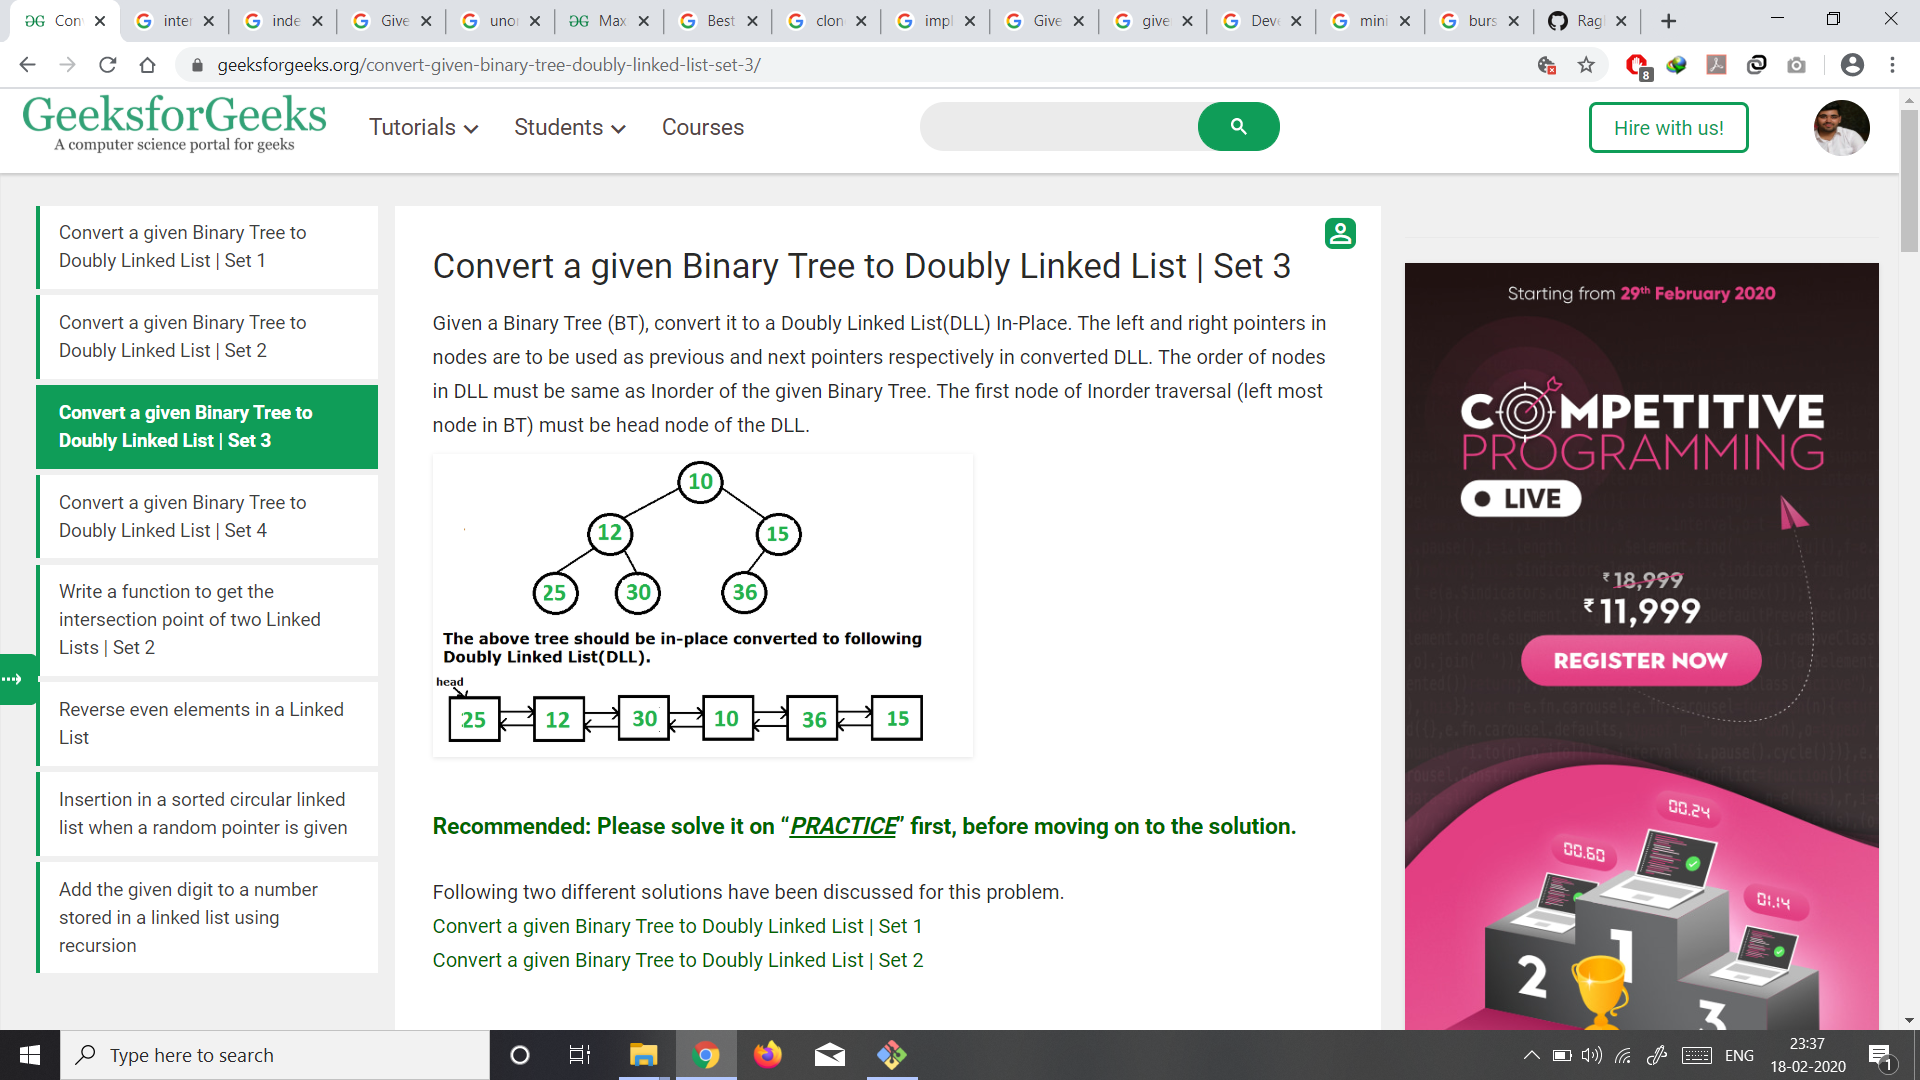 Con
inter
inde
Give
uno
Max
Best
clon
impl
Give
give
Deve
mini
burs
Rag
geeksforgeeks.org/convert-given-binary-tree-doubly-linked-list-set-3/
8
GeeksforGeeks
A computer science portal for geeks
Tutorials
Students
Courses
Hire with us!
Convert a given Binary Tree to
Doubly Linked List | Set 1
Convert a given Binary Tree to
Doubly Linked List | Set 2
Convert a given Binary Tree to
Doubly Linked List | Set 3
Convert a given Binary Tree to
Doubly Linked List | Set 4
Write a function to get the
intersection point of two Linked
Lists | Set 2
Reverse even elements in a Linked
List
Insertion in a sorted circular linked
list when a random pointer is given
Add the given digit to a number
stored in a linked list using
recursion
Convert a given Binary Tree to Doubly Linked List | Set 3
Given a Binary Tree (BT), convert it to a Doubly Linked List(DLL) In-Place. The left and right pointers in
nodes are to be used as previous and next pointers respectively in converted DLL. The order of nodes
in DLL must be same as Inorder of the given Binary Tree. The first node of Inorder traversal (left most
node in BT) must be head node of the DLL.
10
12 15
25 30 36
The above tree should be in-place converted to following
Doubly Linked List(DLL).
head
25 12 30 10 36 15
Recommended: Please solve it on “PRACTICE” first, before moving on to the solution.
Following two different solutions have been discussed for this problem.
Convert a given Binary Tree to Doubly Linked List | Set 1
Convert a given Binary Tree to Doubly Linked List | Set 2
Starting from 29th February 2020
COMPETITIVE
PROGRAMMING
LIVE
₹18,999
₹11,999
REGISTER NOW
00.24
00.60
01.14
1
2
3
Type here to search
ENG
23:37
18-02-2020
1